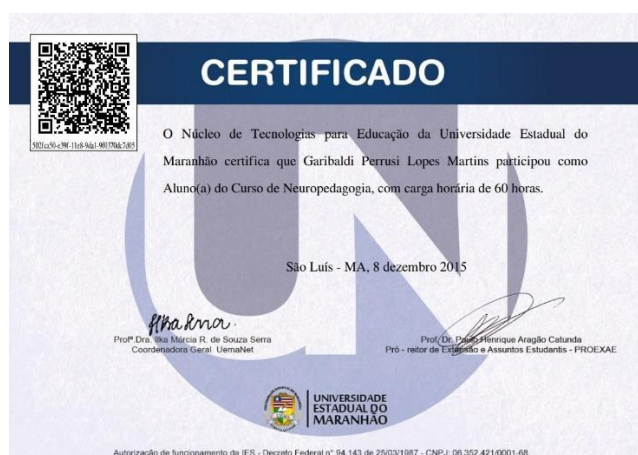 CERTIFICADO
O Núcleo de Tecnologias para Educação da Universidade Estadual do
Maranhão certifica que Garibaldi Perrusi Lopes Martins participou como
Aluno(a) do Curso de Neuropedagogia, com carga horária de 60 horas.
São Luís - MA, 8 dezembro 2015
Profª.Dra. Ilka Márcia R. de Souza Serra
Coordenadora Geral UemaNet
Prof. Dr. Paulo Henrique Aragão Catunda
Pró - reitor de Extensão e Assuntos Estudantis - PROEXAE
UNIVERSIDADE
ESTADUAL DO
MARANHÃO
Autorização de funcionamento da IES - Decreto Federal n° 94.143 de 25/03/1987 - CNPJ: 06.352.421/0001-68